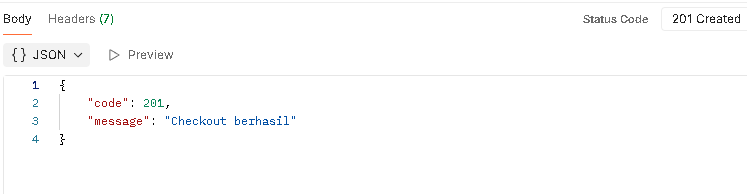 Body Headers (7) Status Code 201 Created
{} JSON Preview
1 {
2 "code": 201,
3 "message": "Checkout berhasil"
4 }